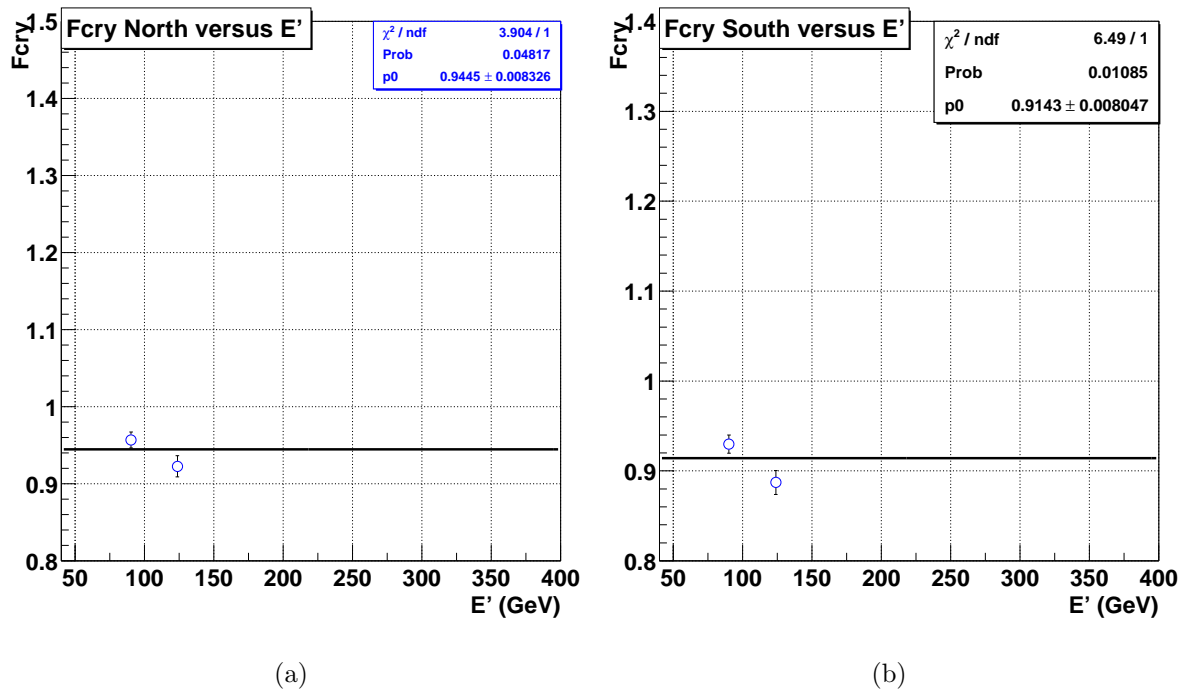 Fcry North versus E’
Fcry
1.5
1.4
1.3
1.2
1.1
1
0.9
0.8
χ² / ndf 3.904 / 1
Prob 0.04817
p0 0.9445 ± 0.008326
50 100 150 200 250 300 350 400
E’ (GeV)
(a)
Fcry South versus E’
Fcry
1.4
1.3
1.2
1.1
1
0.9
0.8
χ² / ndf 6.49 / 1
Prob 0.01085
p0 0.9143 ± 0.008047
50 100 150 200 250 300 350 400
E’ (GeV)
(b)